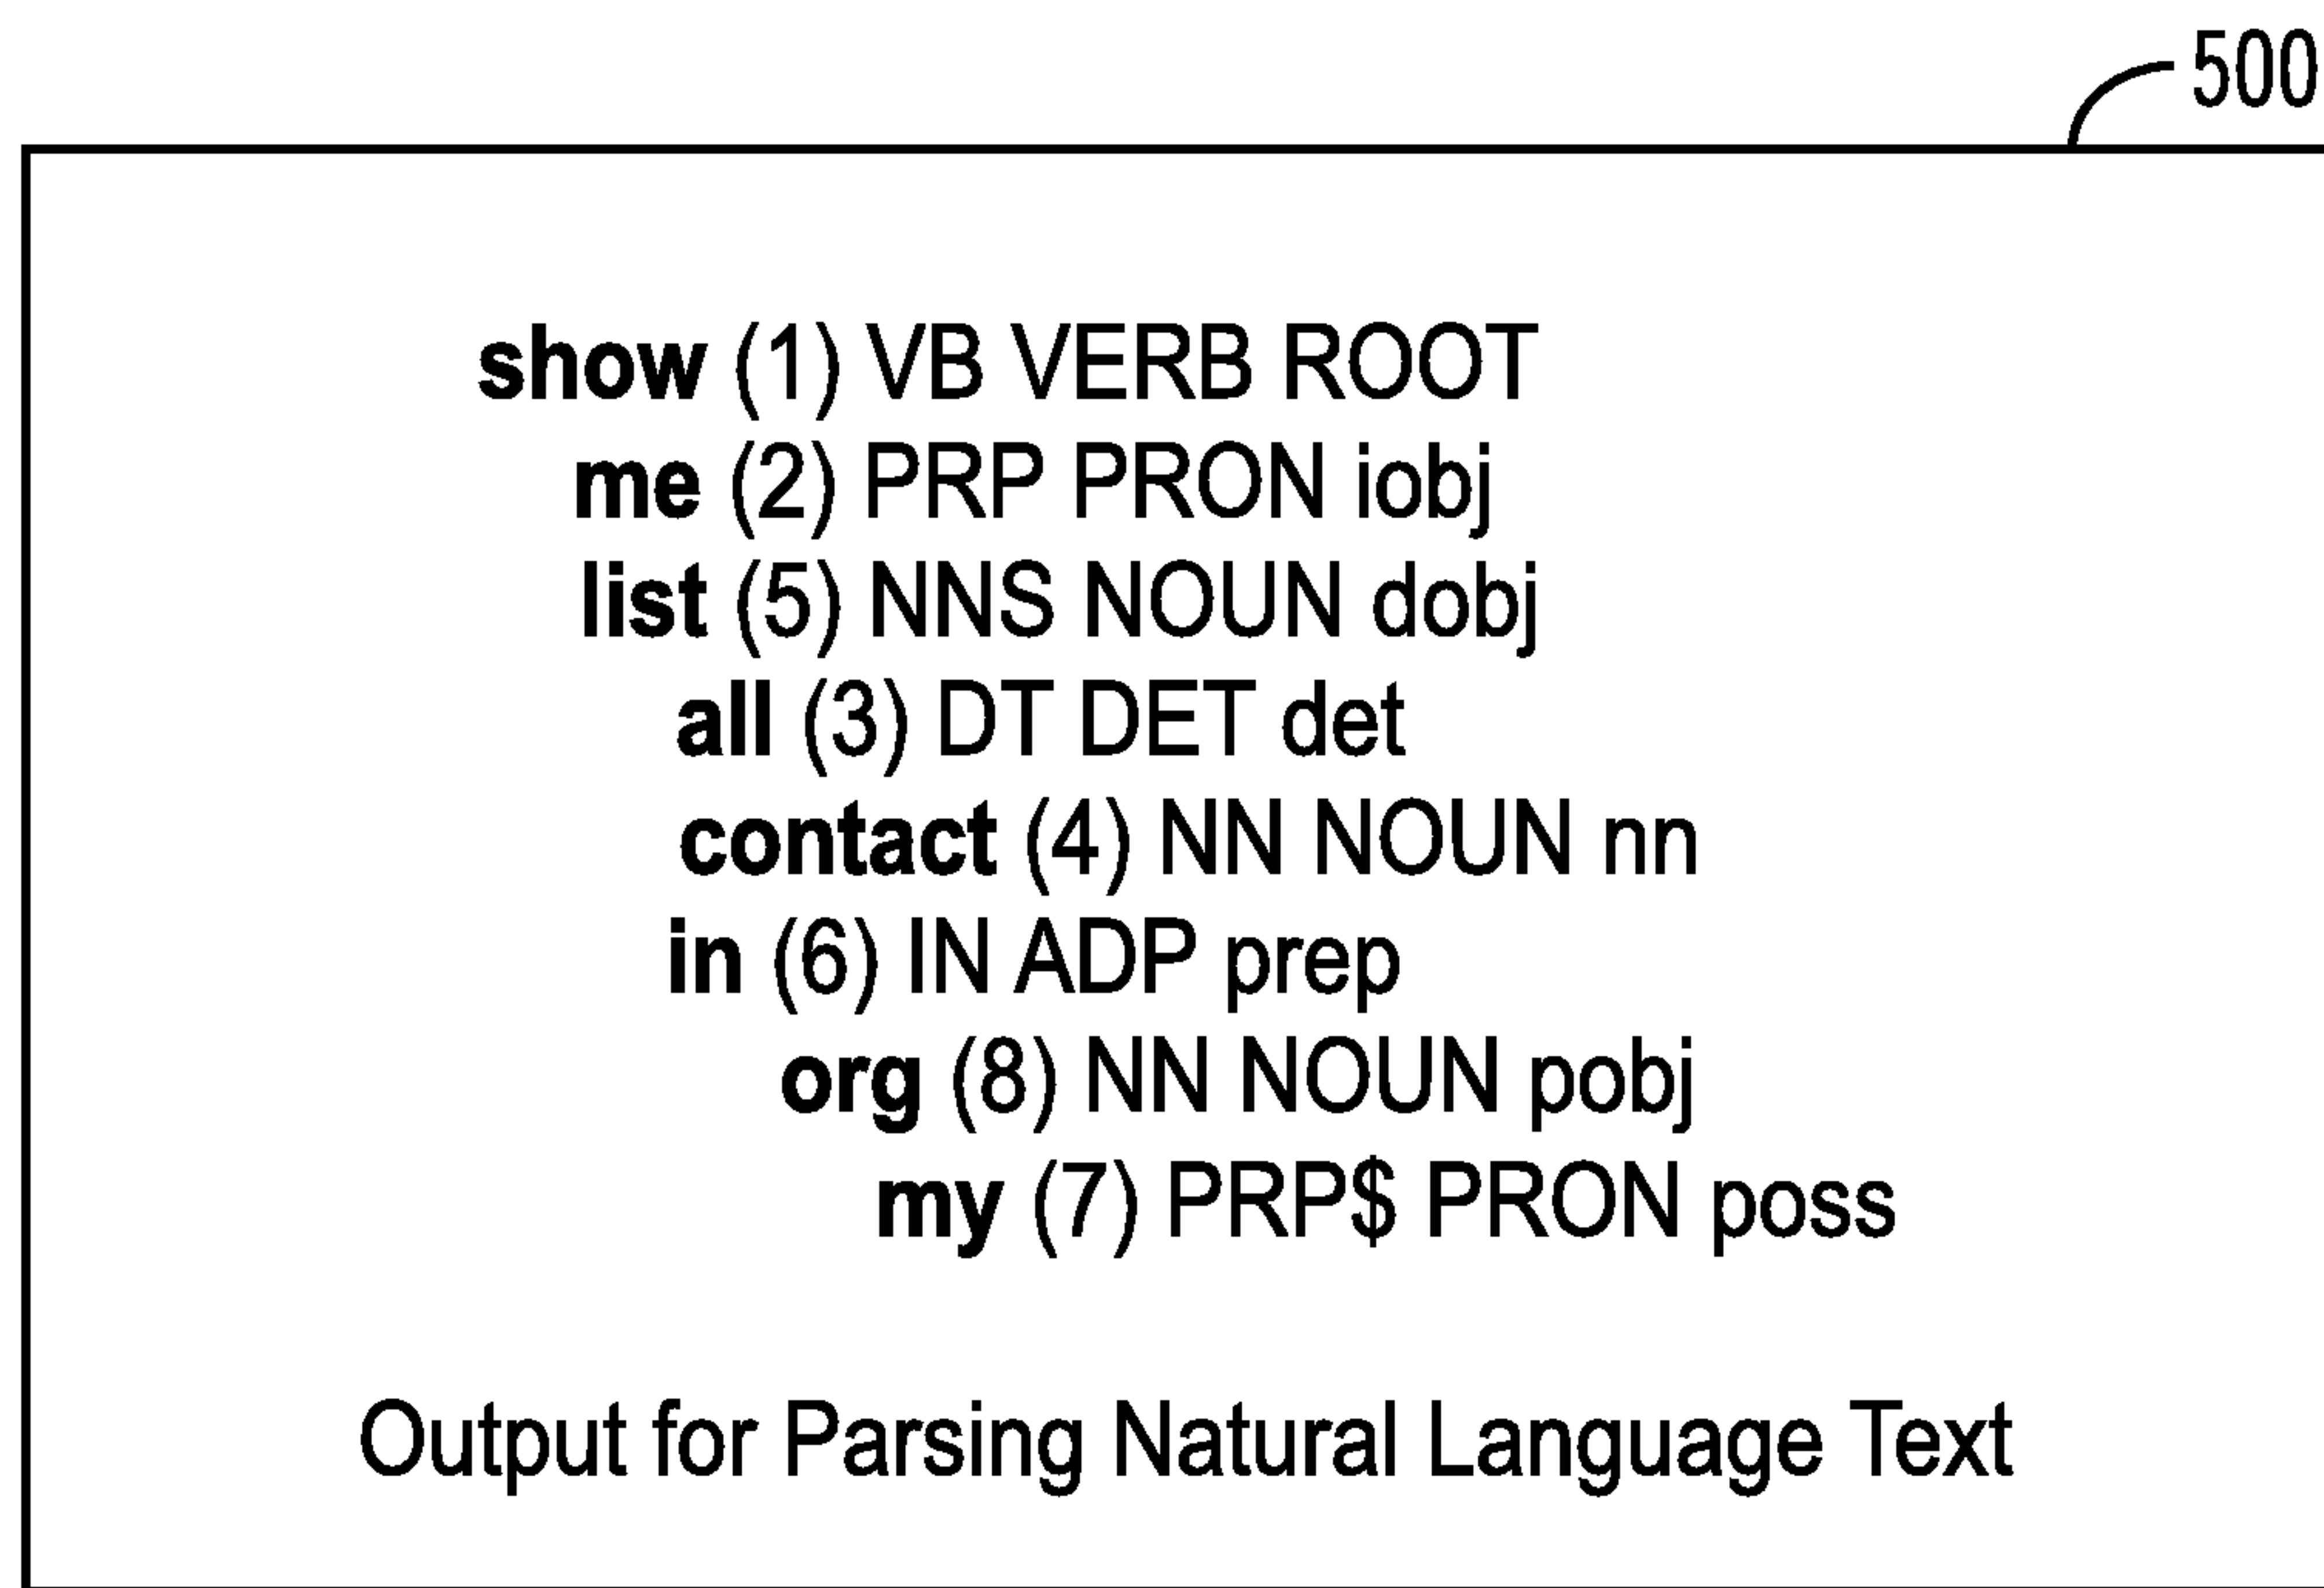 500
show (1) VB VERB ROOT
me (2) PRP PRON iobj
list (5) NNS NOUN dobj
all (3) DT DET det
contact (4) NN NOUN nn
in (6) IN ADP prep
org (8) NN NOUN pobj
my (7) PRP$ PRON poss
Output for Parsing Natural Language Text